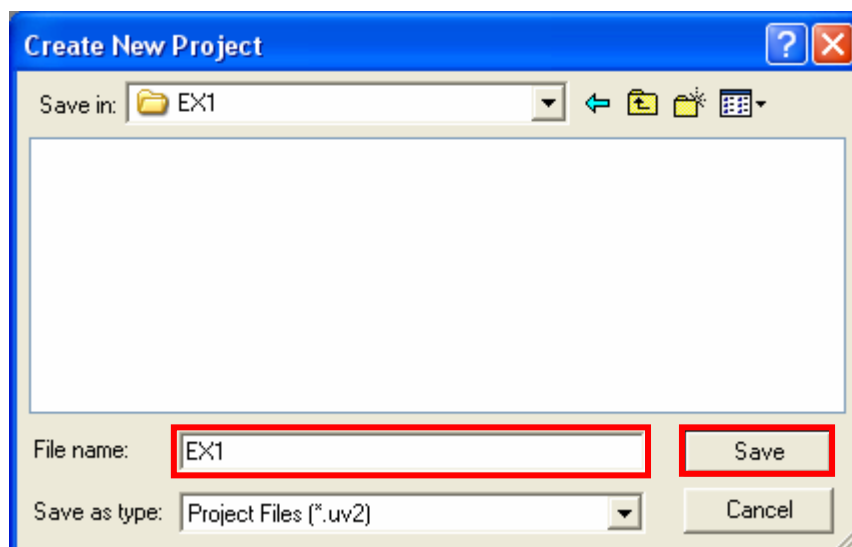 Create New Project
Save in: EX1
File name: EX1 Save
Save as type: Project Files (*.uv2) Cancel